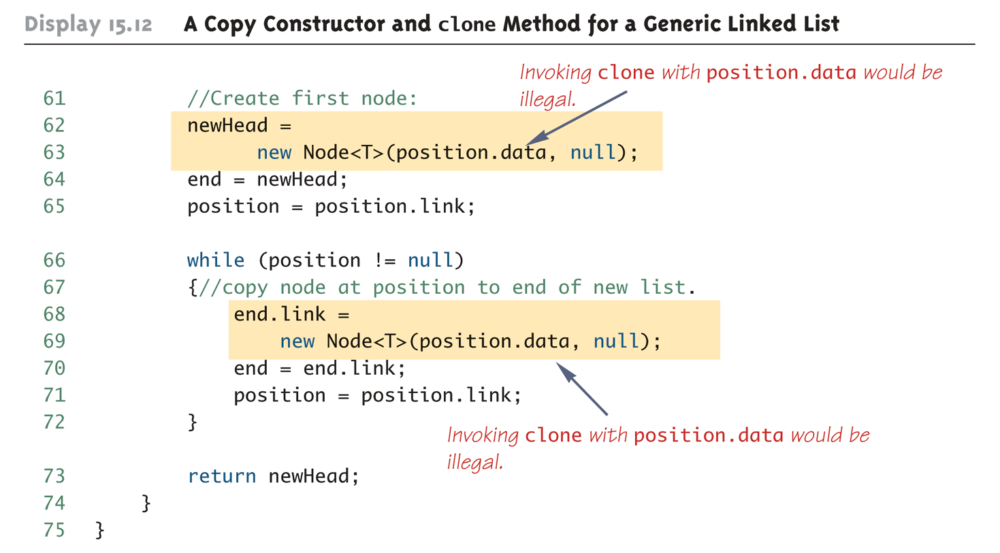 Display 15.12 A Copy Constructor and clone Method for a Generic Linked List
Invoking clone with position.data would be
illegal.
61 //Create first node:
62 newHead =
63 new Node<T>(position.data, null);
64 end = newHead;
65 position = position.link;
66 while (position != null)
67 {//copy node at position to end of new list.
68 end.link =
69 new Node<T>(position.data, null);
70 end = end.link;
71 position = position.link;
72 }
Invoking clone with position.data would be
illegal.
73 return newHead;
74 }
75 }